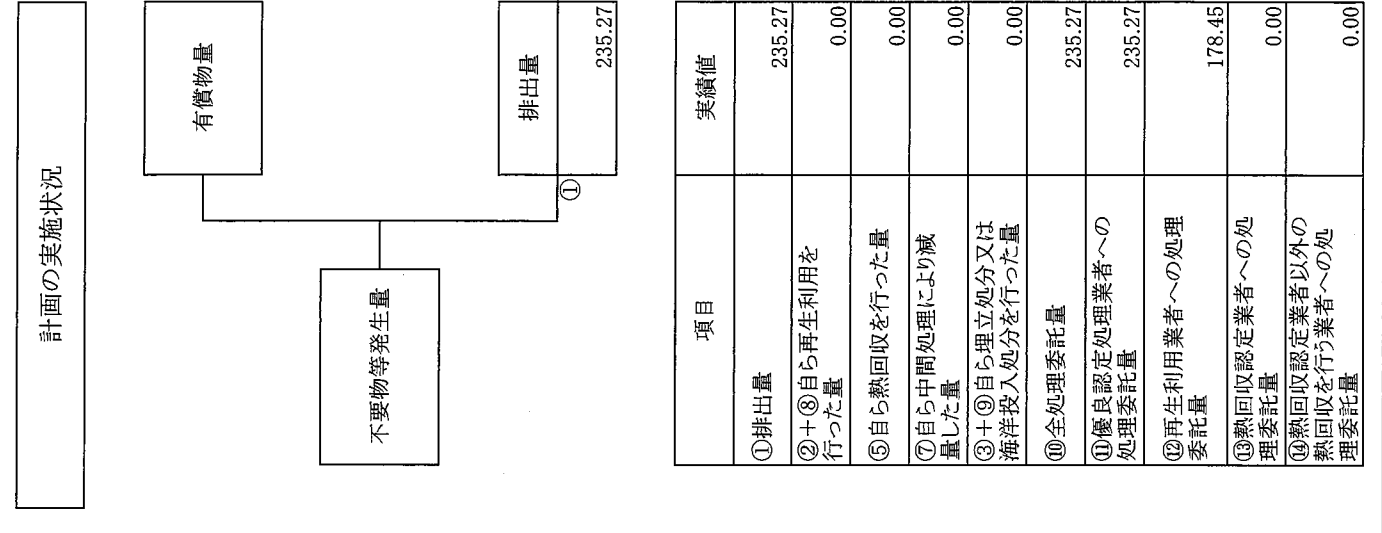 計画の実施状況
有償物量
不要物等発生量
排出量
①
235.27
項目
実績値
①排出量
235.27
②+⑧自ら再生利用を
行った量
0.00
⑤自ら熱回収を行った量
0.00
⑦自ら中間処理により減
量した量
0.00
③+⑨自ら埋立処分又は
海洋投入処分を行った量
0.00
⑩全処理委託量
235.27
⑪優良認定処理業者への
処理委託量
235.27
⑫再生利用業者への処理
委託量
178.45
⑬熱回収認定業者への処
理委託量
0.00
⑭熱回収認定業者以外の
熱回収を行う業者への処
理委託量
0.00